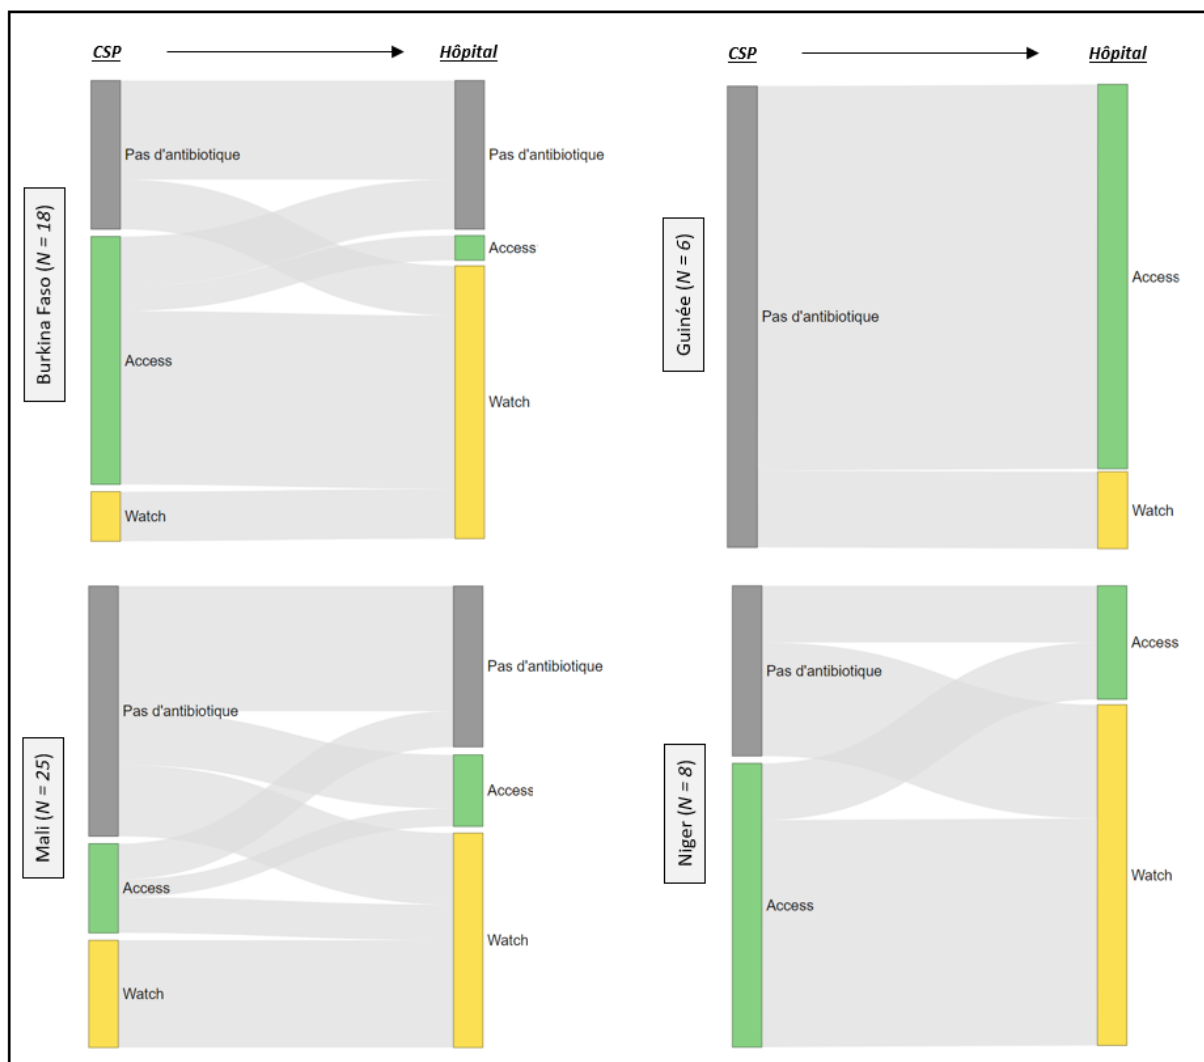 CSP
Hôpital
Burkina Faso (N = 18)
Pas d'antibiotique
Access
Watch
Pas d'antibiotique
Access
Watch
CSP
Hôpital
Guinée (N = 6)
Pas d'antibiotique
Access
Watch
Mali (N = 25)
Pas d'antibiotique
Access
Watch
Pas d'antibiotique
Access
Watch
Niger (N = 8)
Pas d'antibiotique
Access
Access
Watch